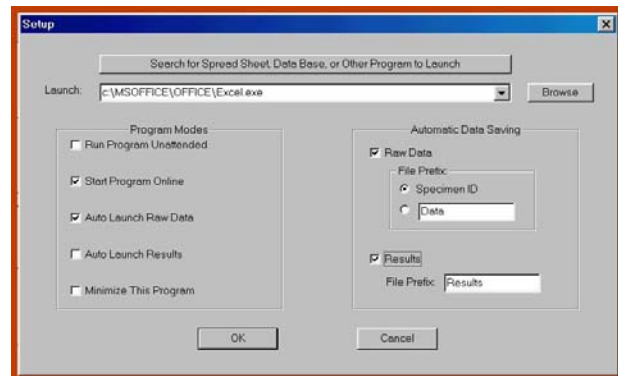 Setup
Search for Spread Sheet, Data Base, or Other Program to Launch
Launch:
c:\MSOFFICE\OFFICE\Excel.exe
Browse
Program Modes
Run Program Unattended
Start Program Online
Auto Launch Raw Data
Auto Launch Results
Minimize This Program
Automatic Data Saving
Raw Data
File Prefix:
Specimen ID
Data
Results
File Prefix: Results
OK
Cancel